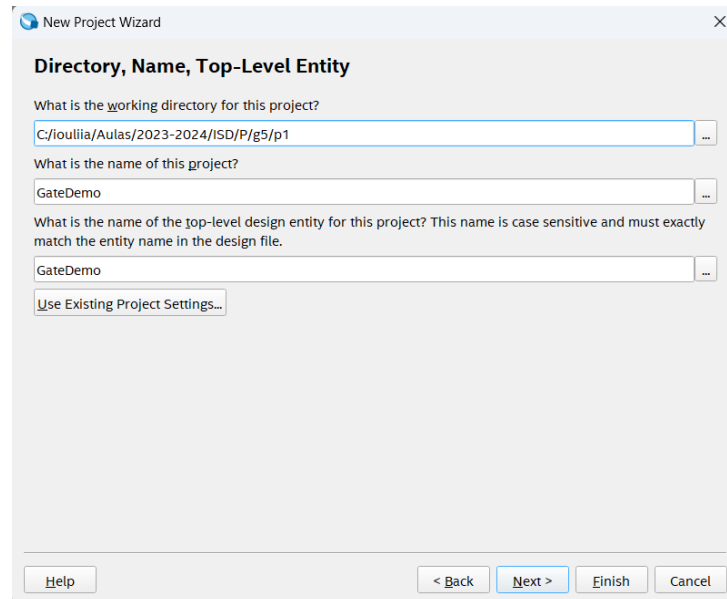 New Project Wizard
Directory, Name, Top-Level Entity
What is the working directory for this project?
C:/iouliia/Aulas/2023-2024/ISD/P/g5/p1
...
What is the name of this project?
GateDemo
...
What is the name of the top-level design entity for this project? This name is case sensitive and must exactly
match the entity name in the design file.
GateDemo
...
Use Existing Project Settings...
Help
< Back
Next >
Finish
Cancel